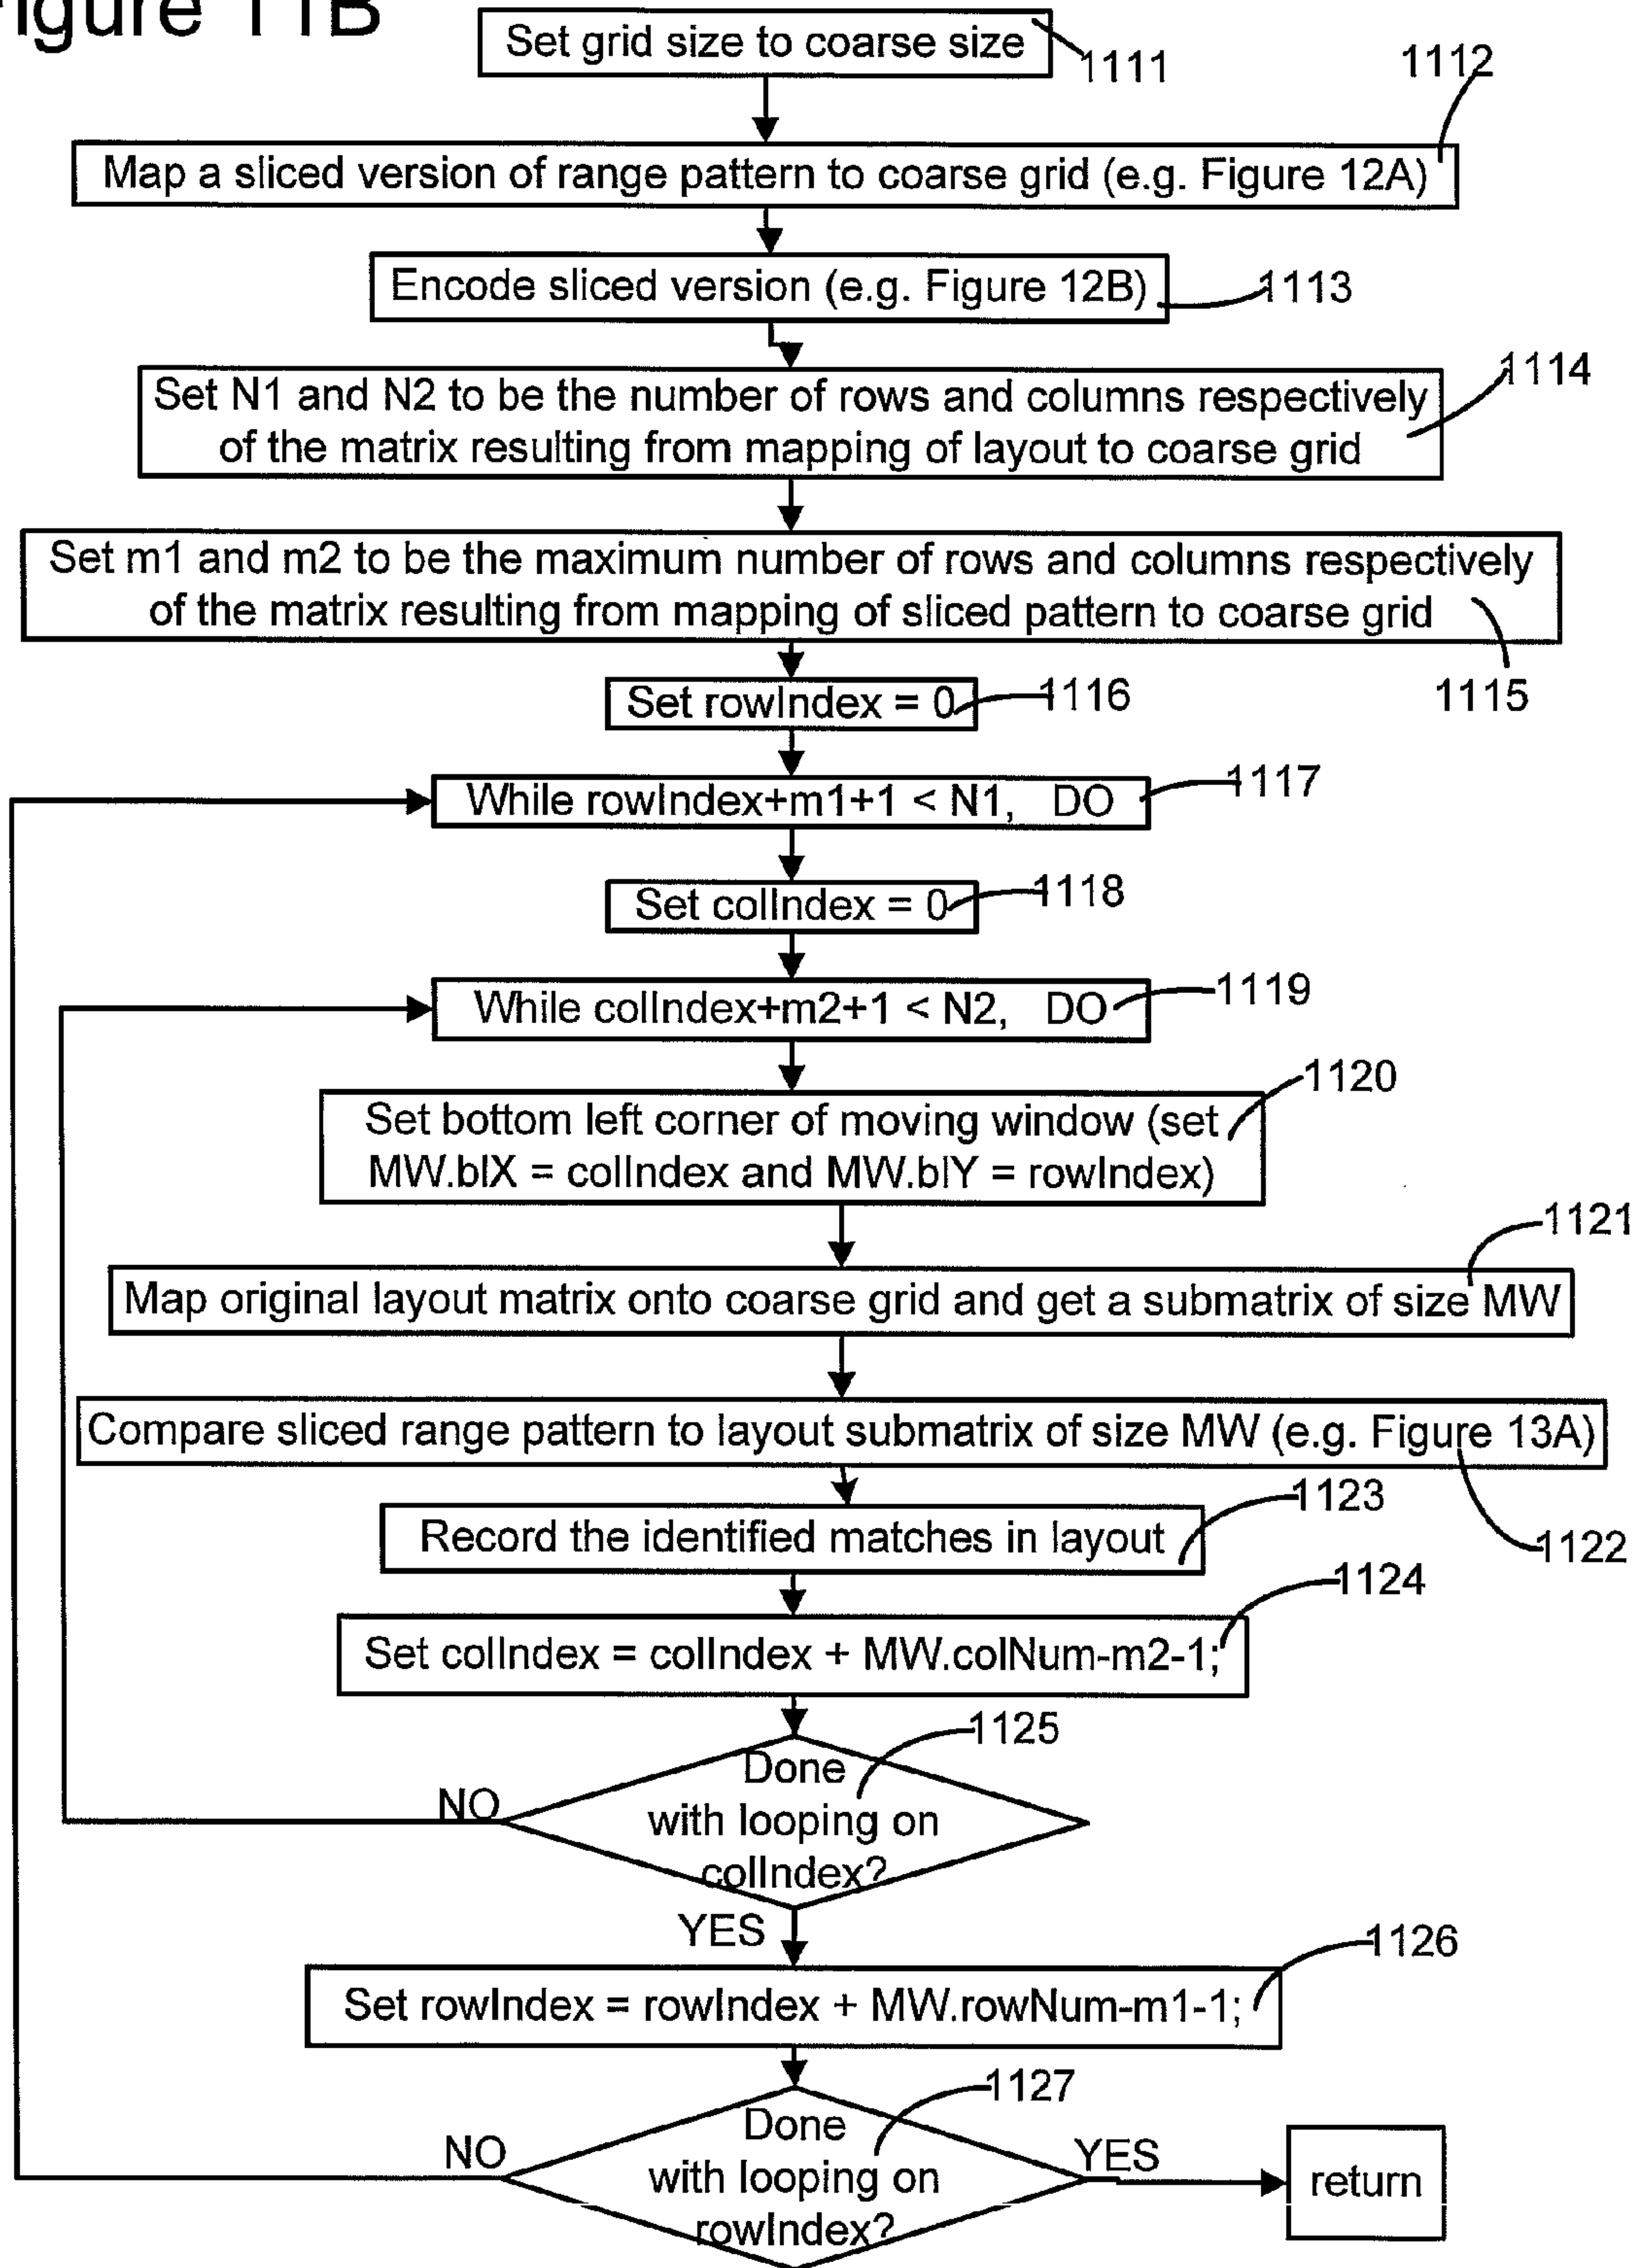 Figure 11B
Set grid size to coarse size
1111
1112
Map a sliced version of range pattern to coarse grid (e.g. Figure 12A)
Encode sliced version (e.g. Figure 12B)
1113
1114
Set N1 and N2 to be the number of rows and columns respectively
of the matrix resulting from mapping of layout to coarse grid
Set m1 and m2 to be the maximum number of rows and columns respectively
of the matrix resulting from mapping of sliced pattern to coarse grid
1115
Set rowIndex = 0
1116
While rowIndex+m1+1 < N1, DO
1117
Set colIndex = 0
1118
While colIndex+m2+1 < N2, DO
1119
1120
Set bottom left corner of moving window (set
MW.blX = colIndex and MW.blY = rowIndex)
1121
Map original layout matrix onto coarse grid and get a submatrix of size MW
Compare sliced range pattern to layout submatrix of size MW (e.g. Figure 13A)
1122
1123
Record the identified matches in layout
1124
Set colIndex = colIndex + MW.colNum-m2-1;
1125
Done
with looping on
colIndex?
NO
YES
1126
Set rowIndex = rowIndex + MW.rowNum-m1-1;
1127
Done
with looping on
rowIndex?
NO
YES
return